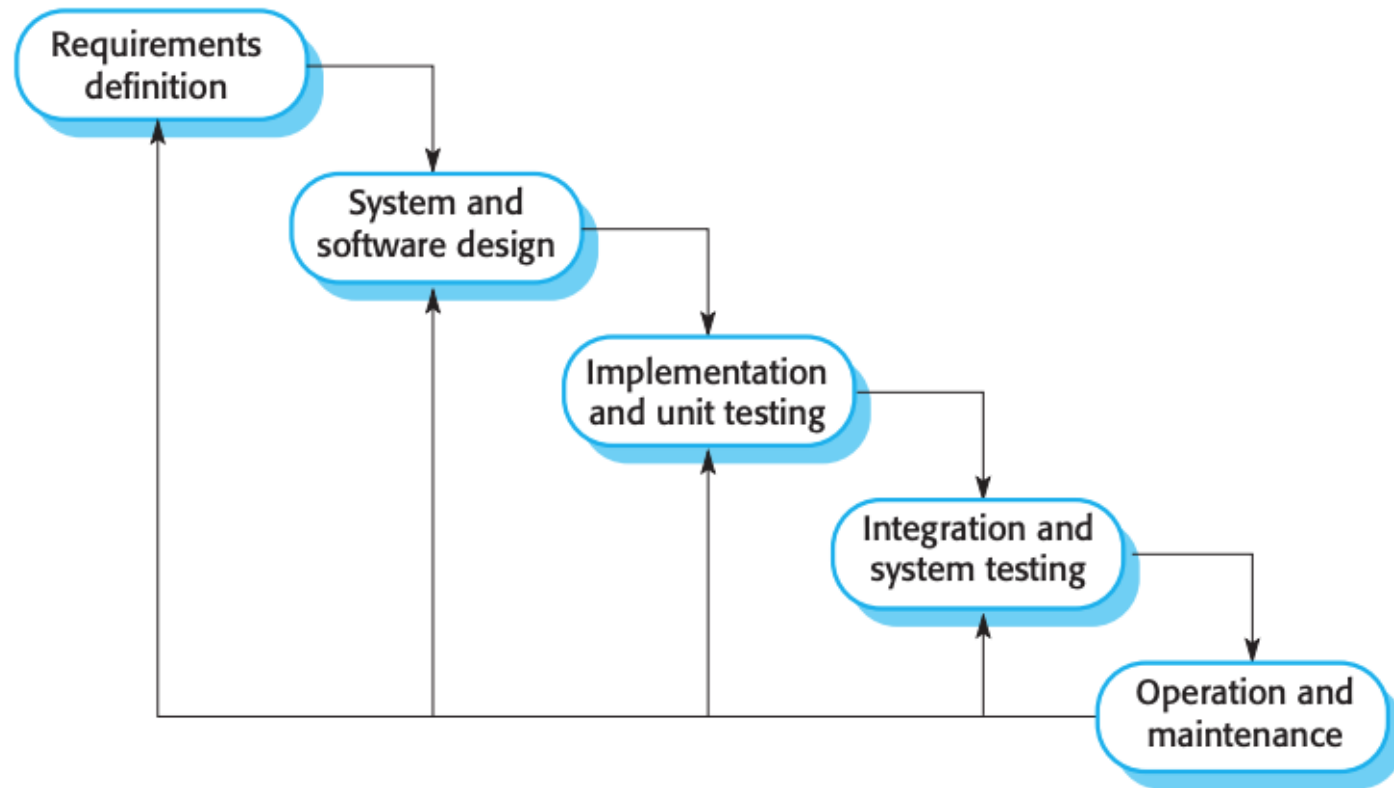 Requirements
definition
System and
software design
Implementation
and unit testing
Integration and
system testing
Operation and
maintenance